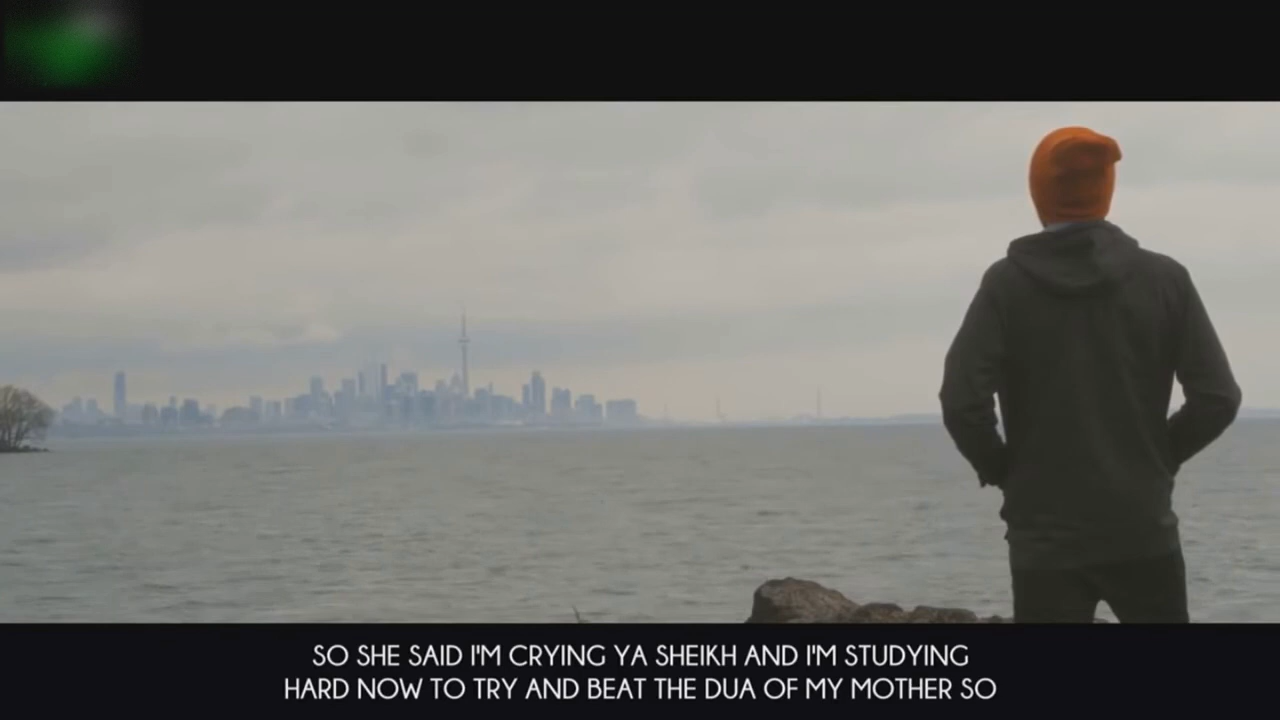 SO SHE SAID I'M CRYING YA SHEIKH AND I'M STUDYING
HARD NOW TO TRY AND BEAT THE DUA OF MY MOTHER SO